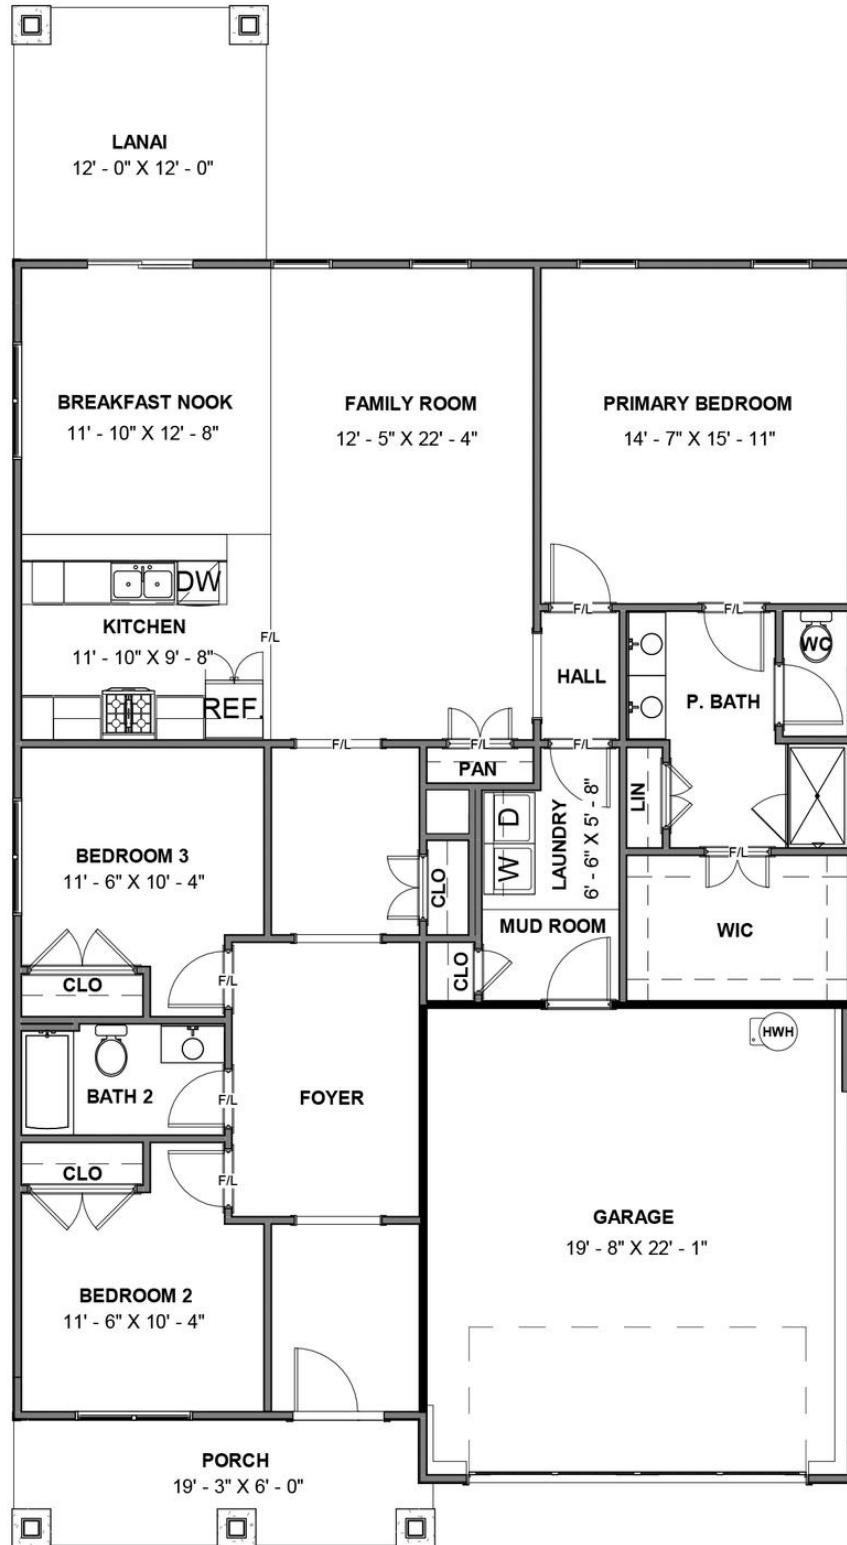 LANAI
12' - 0" X 12' - 0"
BREAKFAST NOOK
11' - 10" X 12' - 8"
FAMILY ROOM
12' - 5" X 22' - 4"
PRIMARY BEDROOM
14' - 7" X 15' - 11"
DW
KITCHEN
11' - 10" X 9' - 8"
F/L
REF.
F/L
F/L
HALL
F/L
F/L
WC
P. BATH
F/L
F/L
PAN
LIN
D
W
LAUNDRY
6' - 6" X 5' - 8"
F/L
BEDROOM 3
11' - 6" X 10' - 4"
CLO
MUD ROOM
WIC
CLO
F/L
CLO
HWH
BATH 2
F/L
FOYER
CLO
F/L
GARAGE
19' - 8" X 22' - 1"
BEDROOM 2
11' - 6" X 10' - 4"
PORCH
19' - 3" X 6' - 0"